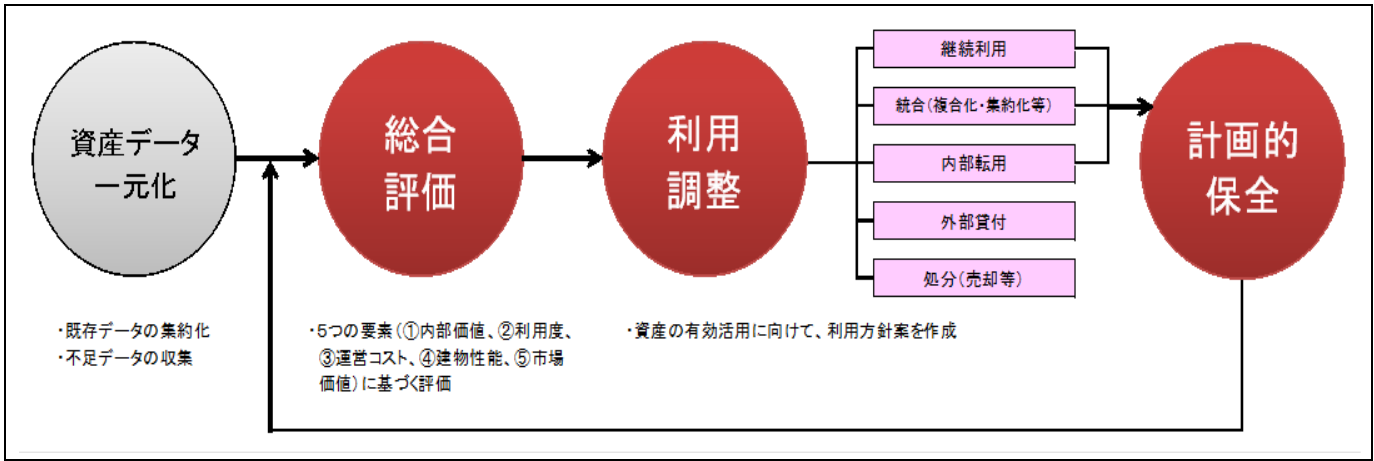 資産データ
一元化
総合
評価
利用
調整
継続利用
統合(複合化・集約化等)
内部転用
外部貸付
処分(売却等)
計画的
保全
・既存データの集約化
・不足データの収集
・5つの要素(①内部価値、②利用度、
③運営コスト、④建物性能、⑤市場
価値)に基づく評価
・資産の有効活用に向けて、利用方針案を作成